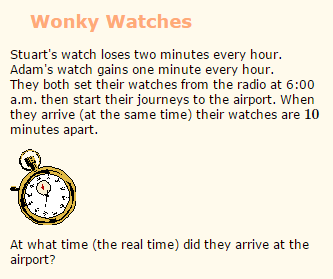 Wonky Watches
Stuart's watch loses two minutes every hour.
Adam's watch gains one minute every hour.
They both set their watches from the radio at 6:00
a.m. then start their journeys to the airport. When
they arrive (at the same time) their watches are 10
minutes apart.
At what time (the real time) did they arrive at the
airport?